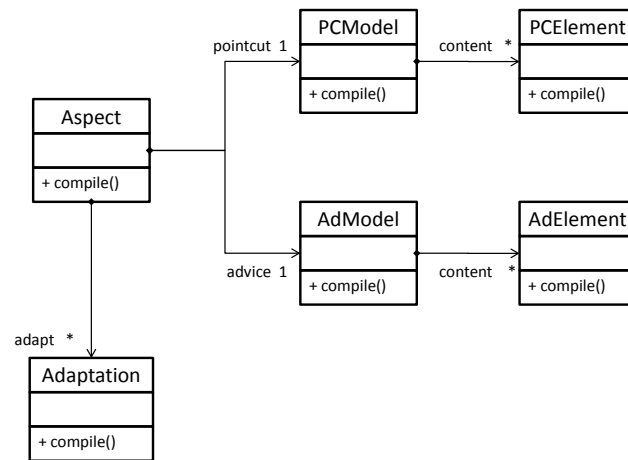 PCModel
PCElement
pointcut 1
content *
+ compile()
+ compile()
Aspect
+ compile()
AdModel
AdElement
advice 1
content *
+ compile()
+ compile()
adapt *
Adaptation
+ compile()